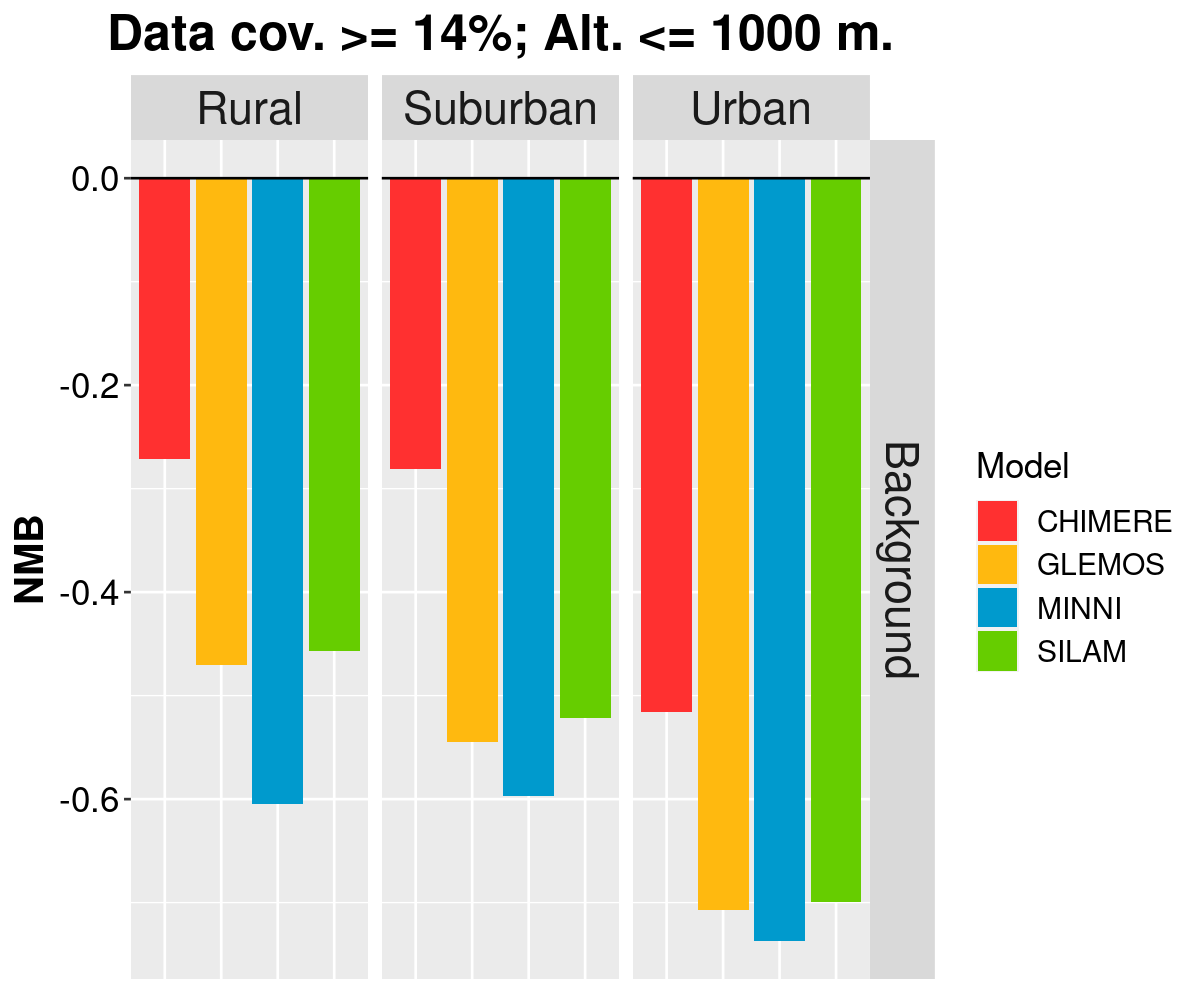 Data cov. >= 14%; Alt. <= 1000 m.
Rural Suburban Urban
0.0
-0.2
-0.4
-0.6
NMB
Background
Model
CHIMERE
GLEMOS
MINNI
SILAM